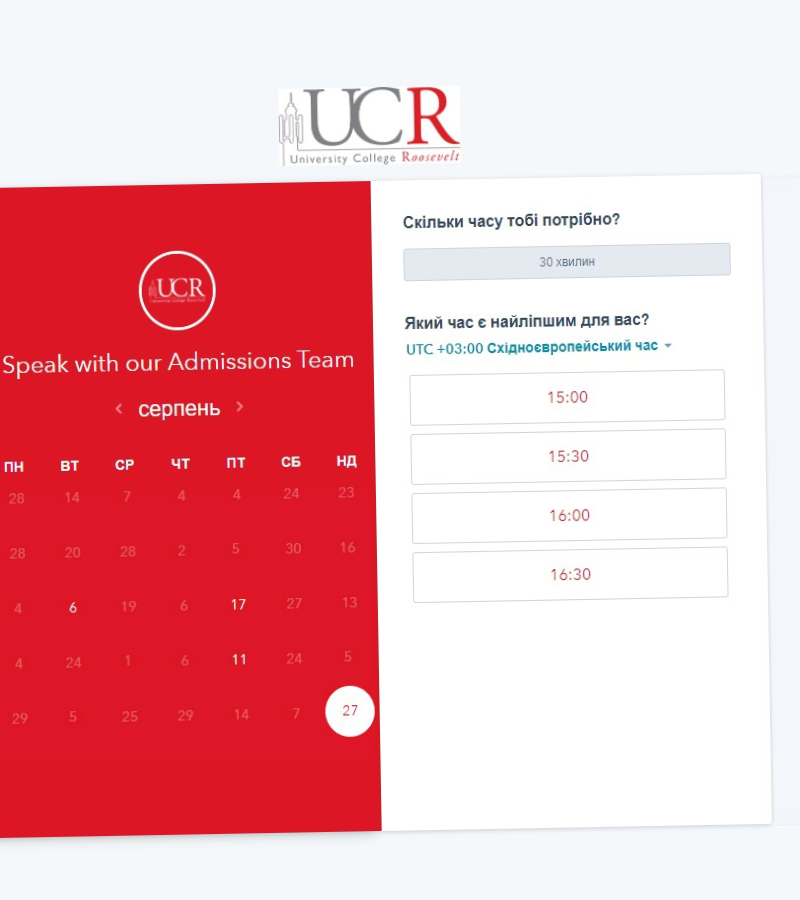 UCR
University College Roosevelt
UCR
Speak with our Admissions Team
серпень
ПН ВТ СР ЧТ ПТ СБ НД
28 14 7 4 4 24 23
28 20 28 2 5 30 16
4 6 19 6 17 27 13
4 24 1 6 11 24 5
29 5 25 29 14 7 27
Скільки часу тобі потрібно?
30 хвилин
Який час є найліпшим для вас?
UTC +03:00 Східноєвропейський час
15:00
15:30
16:00
16:30